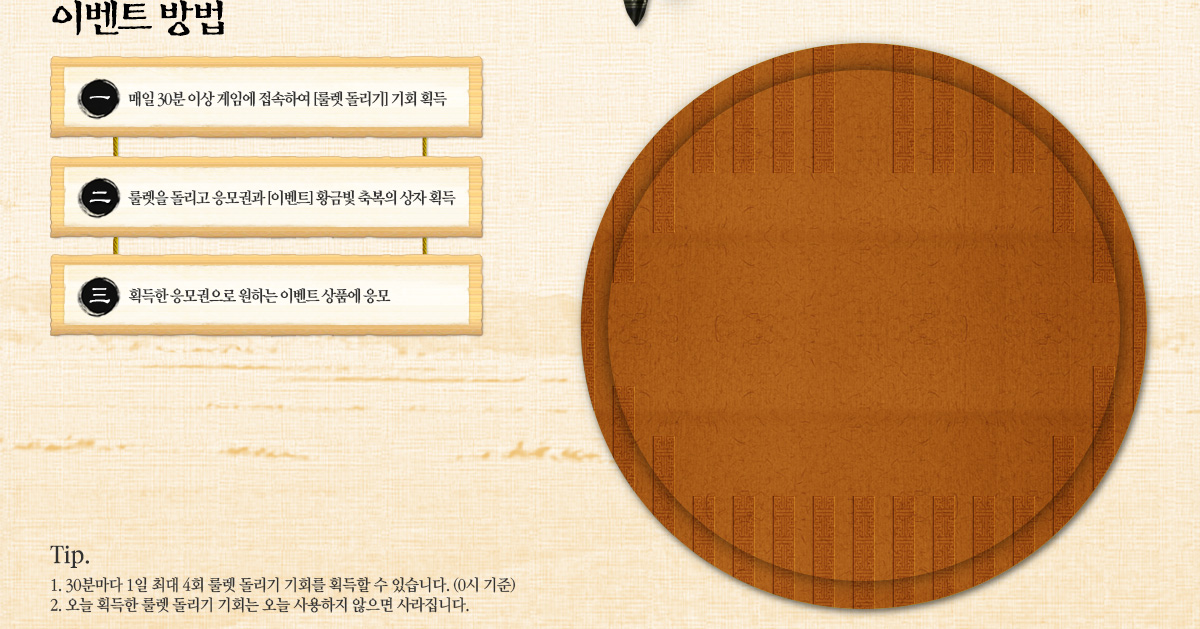 이벤트 방법
一 매일 30분 이상 게임에 접속하여 [룰렛 돌리기] 기회 획득
二 룰렛을 돌리고 응모권과 [이벤트] 황금빛 축복의 상자 획득
三 획득한 응모권으로 원하는 이벤트 상품에 응모
Tip.
1. 30분마다 1일 최대 4회 룰렛 돌리기 기회를 획득할 수 있습니다. (0시 기준)
2. 오늘 획득한 룰렛 돌리기 기회는 오늘 사용하지 않으면 사라집니다.